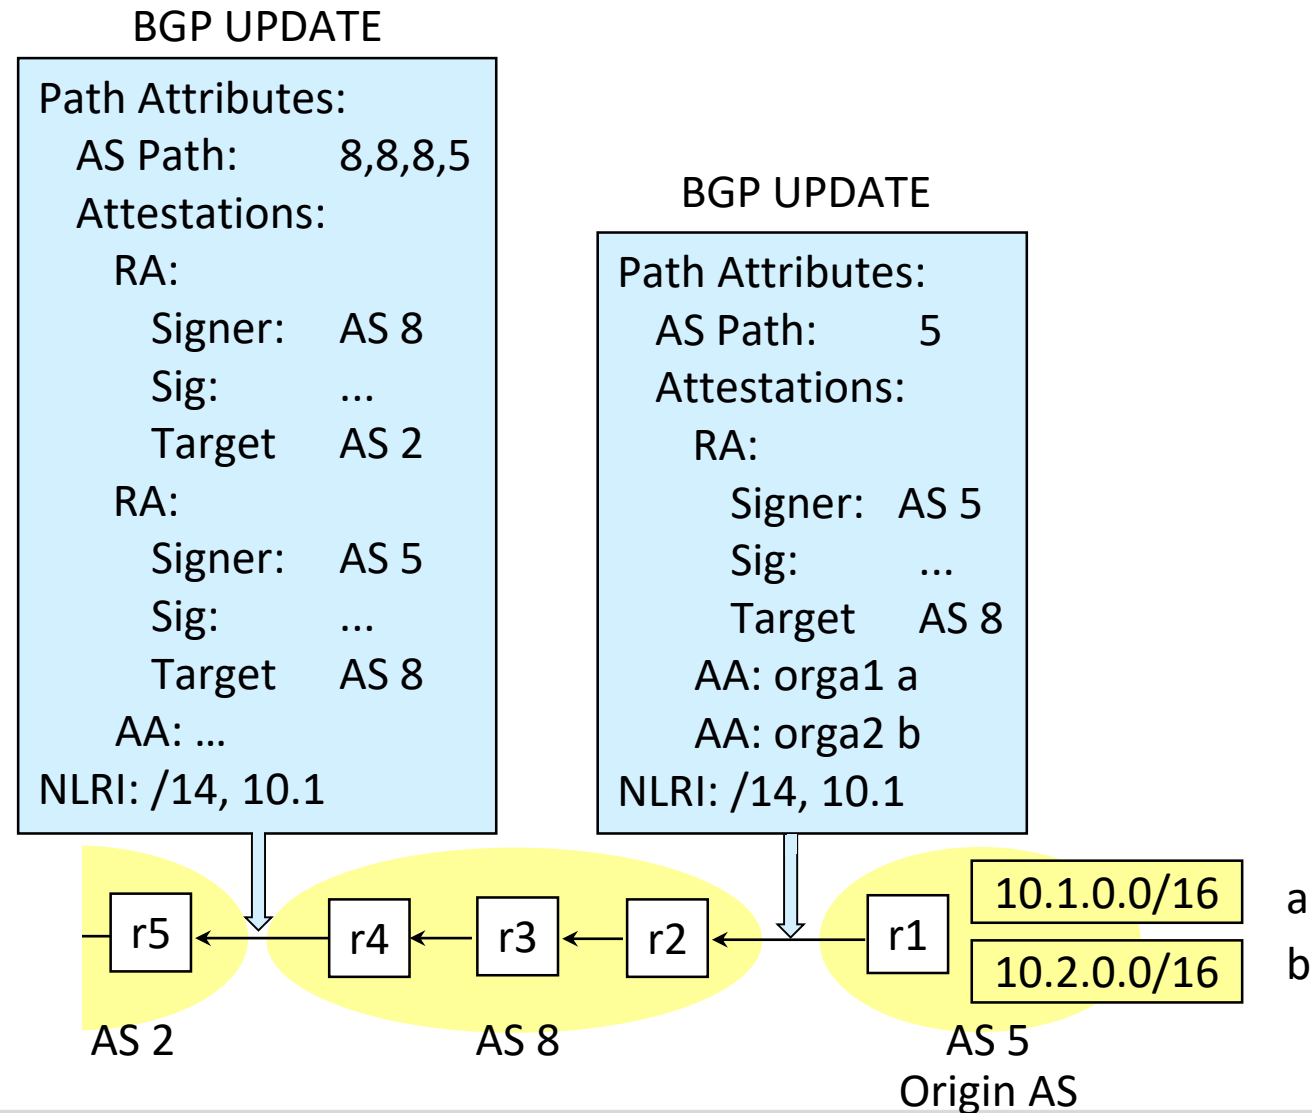 BGP UPDATE
Path Attributes:
AS Path: 8,8,8,5
Attestations:
RA:
Signer: AS 8
Sig: ...
Target AS 2
RA:
Signer: AS 5
Sig: ...
Target AS 8
AA: ...
NLRI: /14, 10.1
BGP UPDATE
Path Attributes:
AS Path: 5
Attestations:
RA:
Signer: AS 5
Sig: ...
Target AS 8
AA: orga1 a
AA: orga2 b
NLRI: /14, 10.1
r5
r4
r3
r2
r1
10.1.0.0/16 a
10.2.0.0/16 b
AS 2
AS 8
AS 5
Origin AS